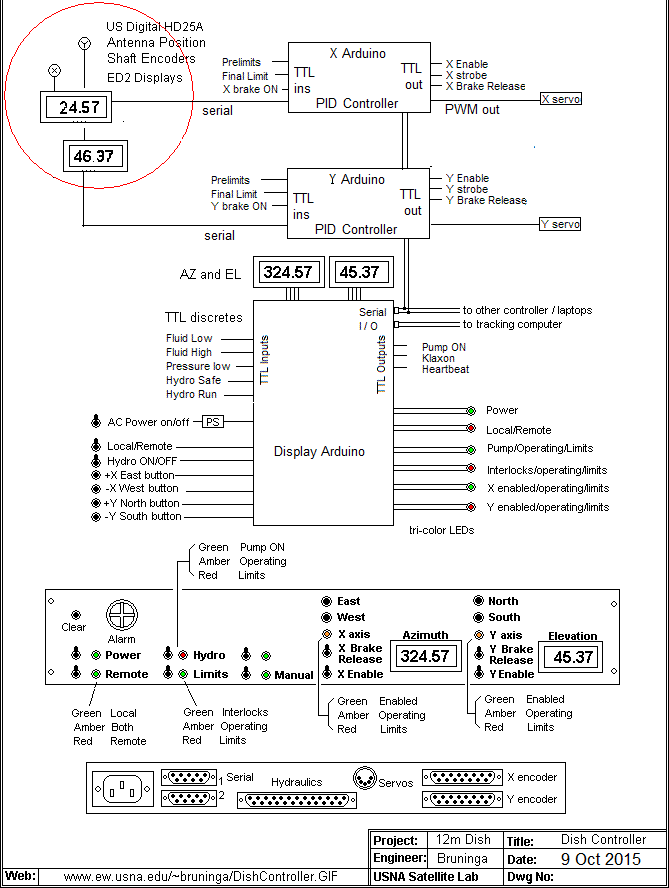 US Digital HD25A
Antenna Position
Shaft Encoders
ED2 Displays
24.57
46.37
serial
Prelimits
Final Limit
X brake ON
X Arduino
TTL
ins
TTL
out
PID Controller
X Enable
X strobe
X Brake Release
PWM out
X servo
Prelimits
Final Limit
Y brake ON
serial
Y Arduino
TTL
ins
TTL
out
PID Controller
Y Enable
Y strobe
Y Brake Release
Y servo
AZ and EL
324.57
45.37
TTL discretes
Fluid Low
Fluid High
Pressure low
Hydro Safe
Hydro Run
TTL Inputs
Serial
I / O
TTL Outputs
to other controller / laptops
to tracking computer
Pump ON
Klaxon
Heartbeat
AC Power on/off
PS
Local/Remote
Hydro ON/OFF
+X East button
-X West button
+Y North button
-Y South button
Display Arduino
Power
Local/Remote
Pump/Operating/Limits
Interlocks/operating/limits
X enabled/operating/limits
Y enabled/operating/limits
tri-color LEDs
Green Pump ON
Amber Operating
Red Limits
Clear
Alarm
Power
Remote
Hydro
Limits
Manual
East
West
X axis
X Brake
Release
X Enable
Azimuth
324.57
North
South
Y axis
Y Brake
Release
Y Enable
Elevation
45.37
Green Local
Amber Both
Red Remote
Green Interlocks
Amber Operating
Red Limits
Green Enabled
Amber Operating
Red Limits
Green Enabled
Amber Operating
Red Limits
1 Serial
2
Hydraulics
Servos
X encoder
Y encoder
Project: 12m Dish
Title: Dish Controller
Engineer: Bruninga
Date: 9 Oct 2015
Web: www.ew.usna.edu/~bruninga/DishController.GIF
USNA Satellite Lab
Dwg No: